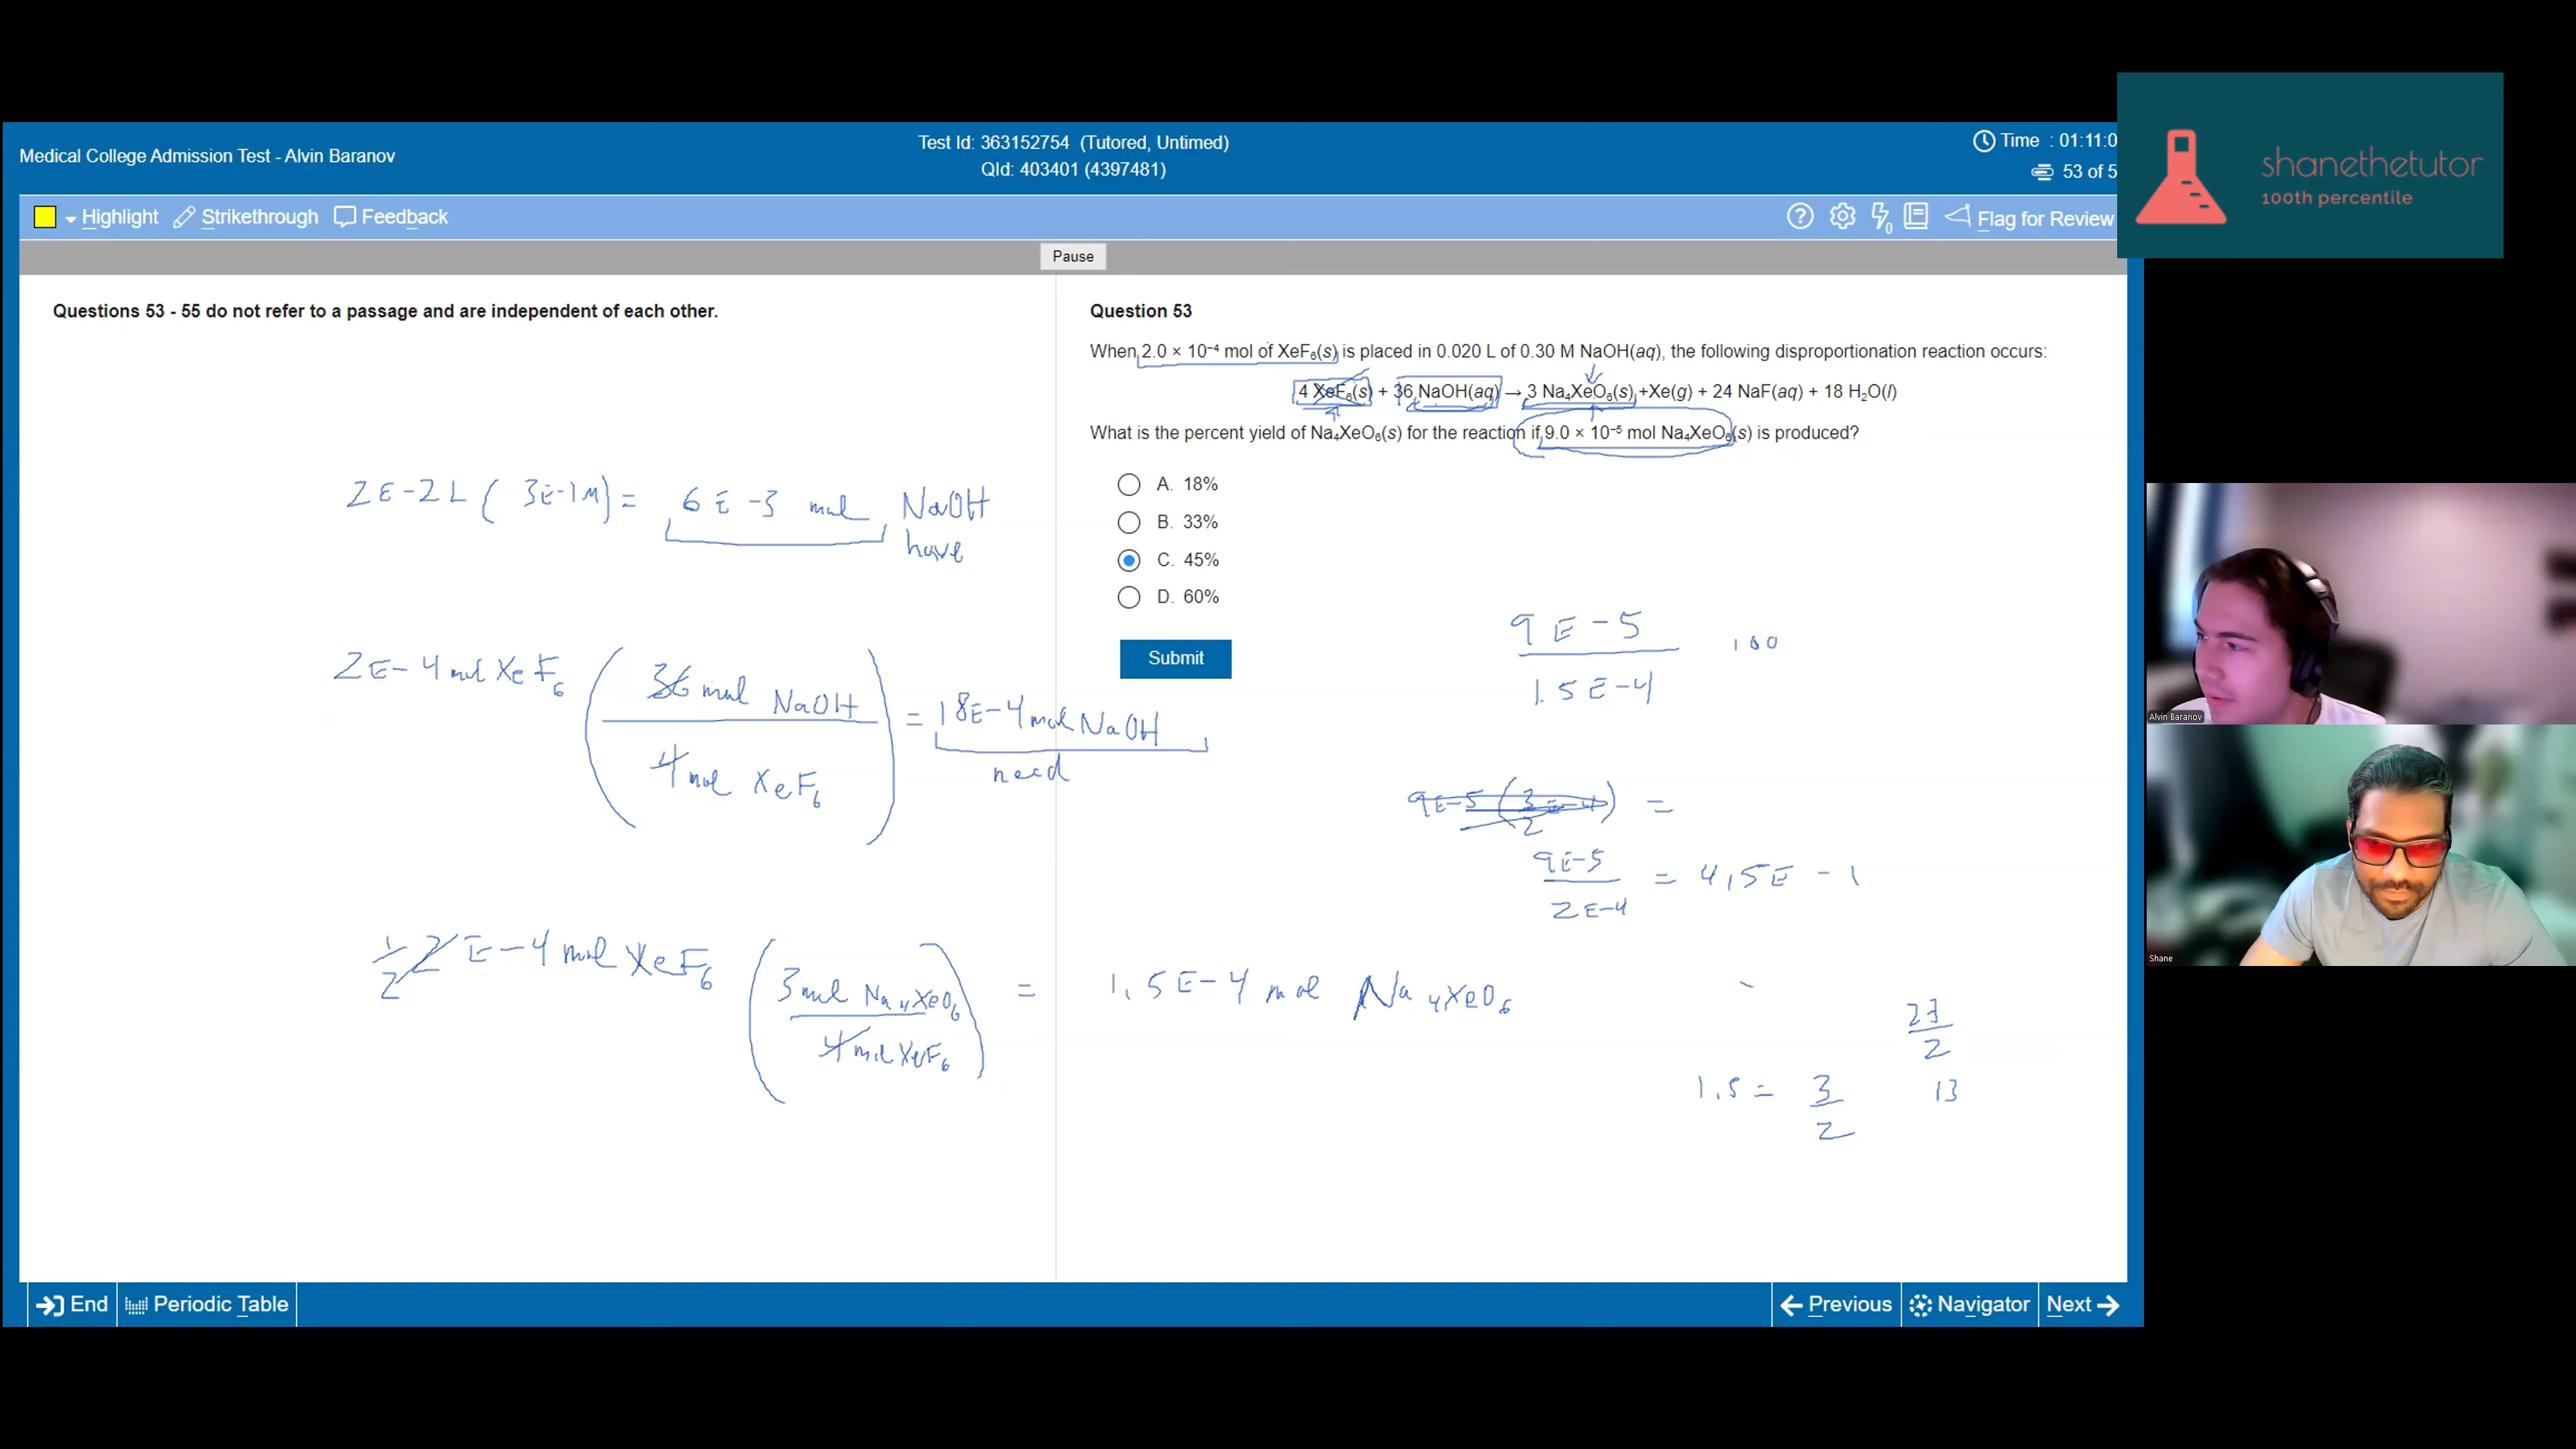 Medical College Admission Test - Alvin Baranov
Test Id: 363152754 (Tutored, Untimed)
QId: 403401 (4397481)
Time : 01:11:0
53 of 5
shanethetutor
100th percentile
Highlight Strikethrough Feedback
Flag for Review
Pause
Questions 53 - 55 do not refer to a passage and are independent of each other.
Question 53
When 2.0 × 10⁻⁴ mol of XeF₆(s) is placed in 0.020 L of 0.30 M NaOH(aq), the following disproportionation reaction occurs:
4 XeF₆(s) + 36 NaOH(aq) → 3 Na₄XeO₆(s) +Xe(g) + 24 NaF(aq) + 18 H₂O(l)
What is the percent yield of Na₄XeO₆(s) for the reaction if 9.0 × 10⁻⁵ mol Na₄XeO₆(s) is produced?
A. 18%
B. 33%
C. 45%
D. 60%
Submit
2E-2L ( 3E-1M) = 6E-3 mol NaOH
have
2E-4 mol XeF₆ ( 36 mol NaOH
4 mol XeF₆ ) = 18E-4 mol NaOH
need
1/2 2 E-4 mol XeF₆ ( 3 mol Na₄XeO₆
4 mol XeF₆ ) = 1.5E-4 mol Na₄XeO₆
9E-5
1.5E-4
100
9E-5 ( 3E-4
2 ) =
9E-5
2E-4
= 4.5E-1
1.5 = 3
2
2
13
Alvin Baranov
Shane
End Periodic Table
Previous Navigator Next